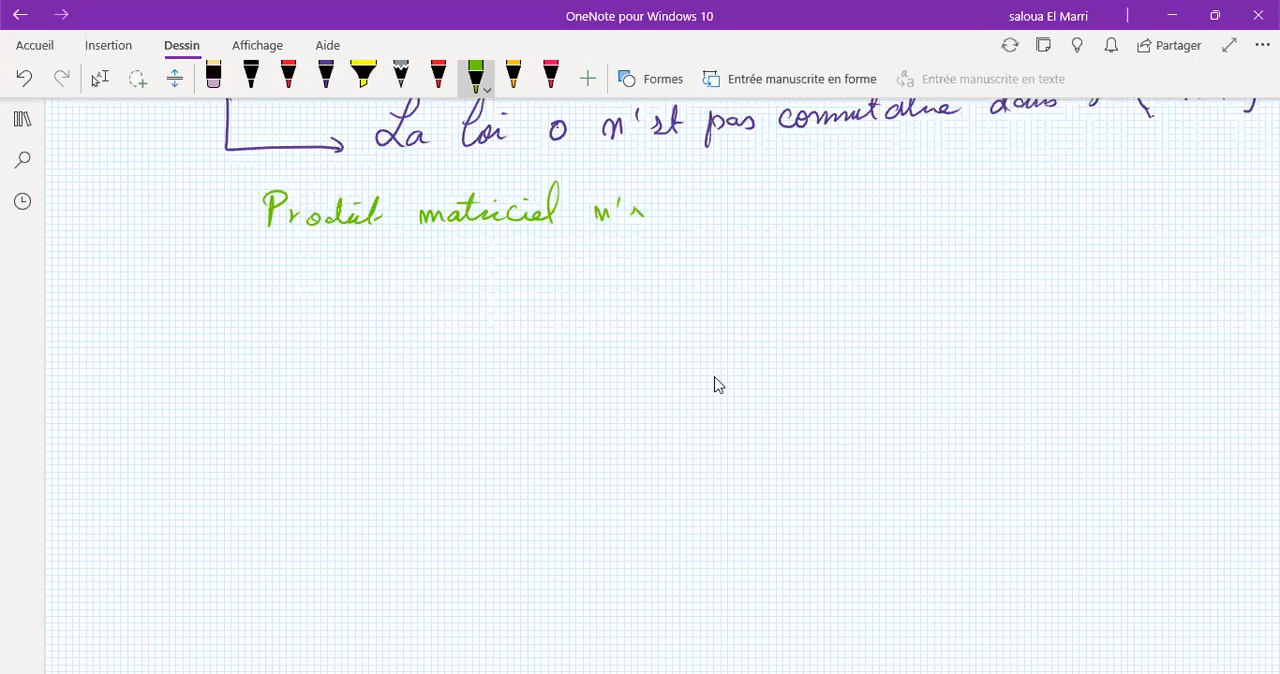 OneNote pour Windows 10
saloua El Marri
Accueil Insertion Dessin Affichage Aide
Partager
Formes Entrée manuscrite en forme Entrée manuscrite en texte
La loi o n'est pas commutative dans
Produit matriciel n'